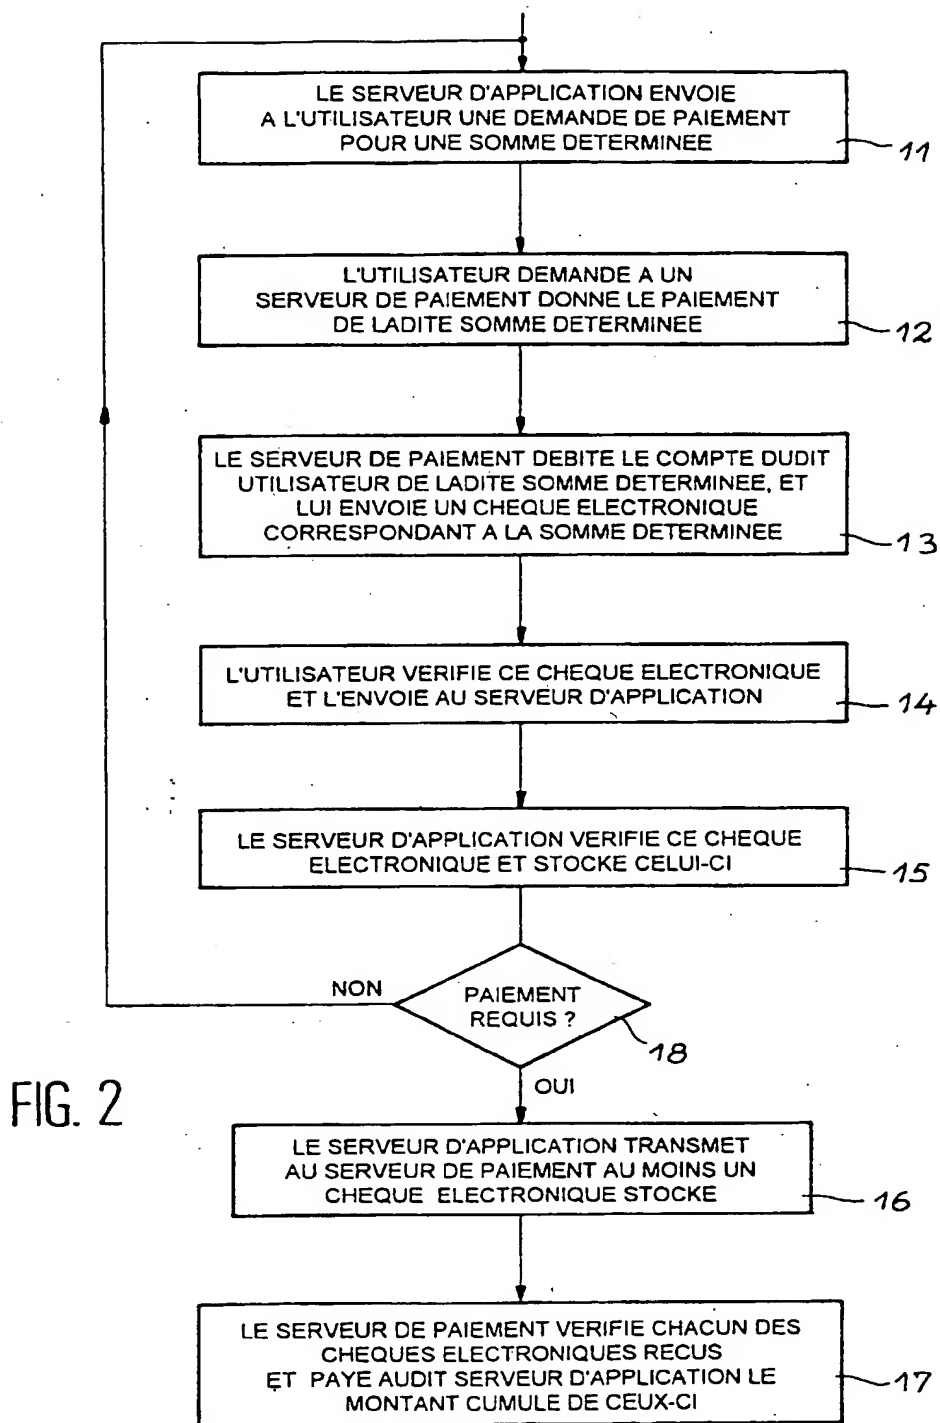 LE SERVEUR D'APPLICATION ENVOIE
A L'UTILISATEUR UNE DEMANDE DE PAIEMENT
POUR UNE SOMME DETERMINEE
11
L'UTILISATEUR DEMANDE A UN
SERVEUR DE PAIEMENT DONNE LE PAIEMENT
DE LADITE SOMME DETERMINEE
12
LE SERVEUR DE PAIEMENT DEBITE LE COMPTE DUDIT
UTILISATEUR DE LADITE SOMME DETERMINEE, ET
LUI ENVOIE UN CHEQUE ELECTRONIQUE
CORRESPONDANT A LA SOMME DETERMINEE
13
L'UTILISATEUR VERIFIE CE CHEQUE ELECTRONIQUE
ET L'ENVOIE AU SERVEUR D'APPLICATION
14
LE SERVEUR D'APPLICATION VERIFIE CE CHEQUE
ELECTRONIQUE ET STOCKE CELUI-CI
15
NON
PAIEMENT
REQUIS ?
18
OUI
FIG. 2
LE SERVEUR D'APPLICATION TRANSMET
AU SERVEUR DE PAIEMENT AU MOINS UN
CHEQUE ELECTRONIQUE STOCKE
16
LE SERVEUR DE PAIEMENT VERIFIE CHACUN DES
CHEQUES ELECTRONIQUES RECUS
ET PAYE AUDIT SERVEUR D'APPLICATION LE
MONTANT CUMULE DE CEUX-CI
17